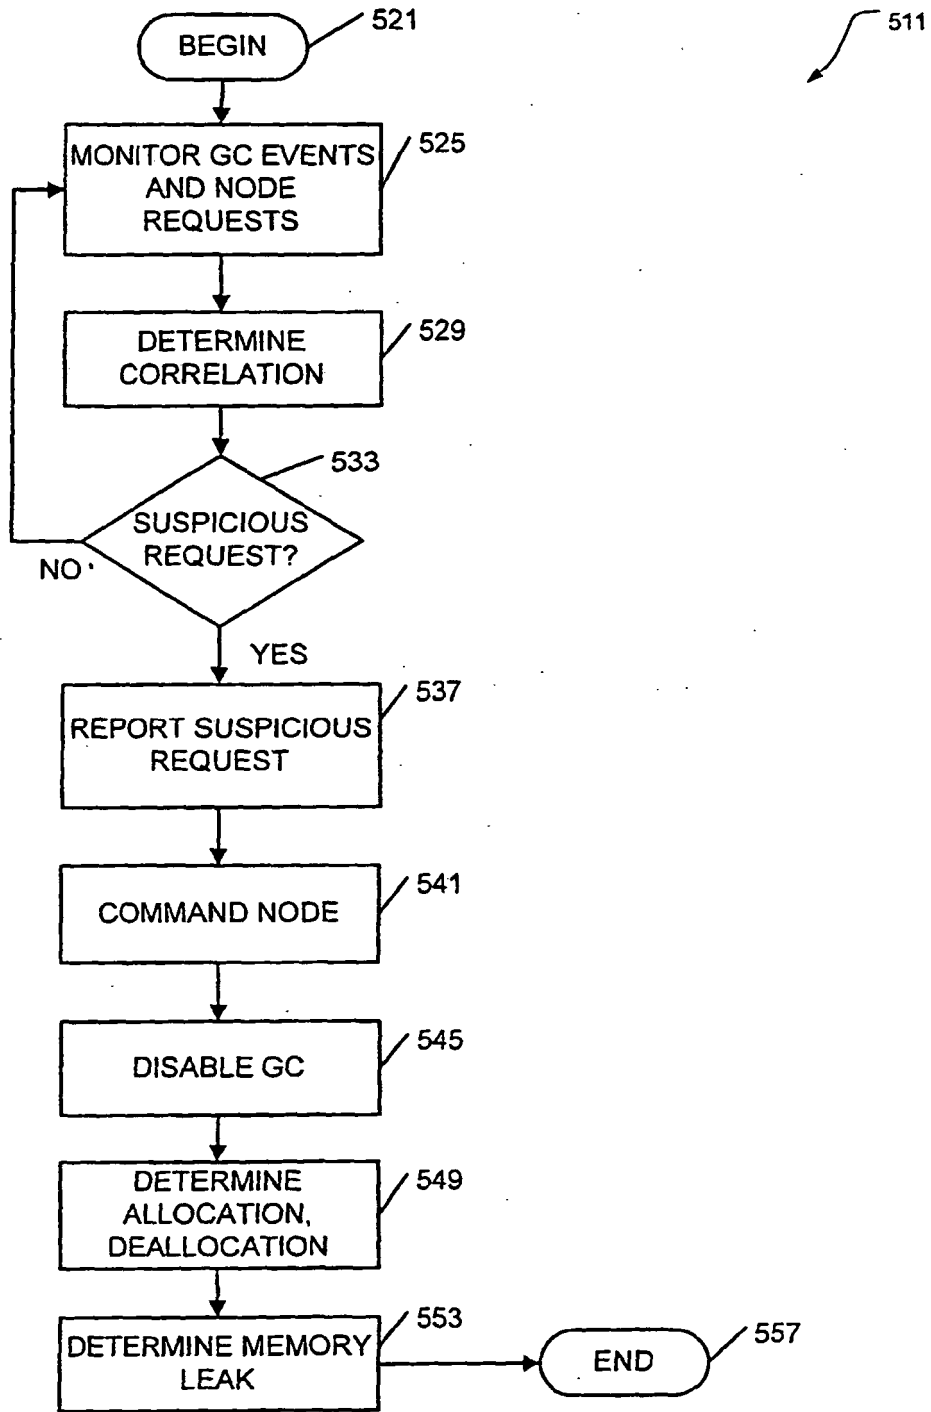 BEGIN
521
511
MONITOR GC EVENTS
AND NODE
REQUESTS
525
DETERMINE
CORRELATION
529
533
SUSPICIOUS
REQUEST?
NO
YES
537
REPORT SUSPICIOUS
REQUEST
COMMAND NODE
541
DISABLE GC
545
DETERMINE
ALLOCATION,
DEALLOCATION
549
DETERMINE MEMORY
LEAK
553
END
557